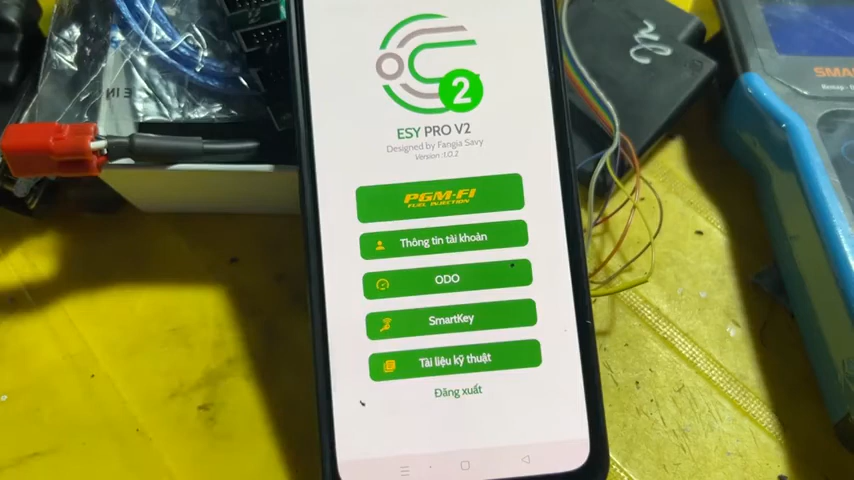 2
ESY PRO V2
Designed by Fangia Savy
Version :1.0.2
PGM-FI
FUEL INJECTION
Thông tin tài khoản
ODO
SmartKey
Tài liệu kỹ thuật
Đăng xuất
SMA